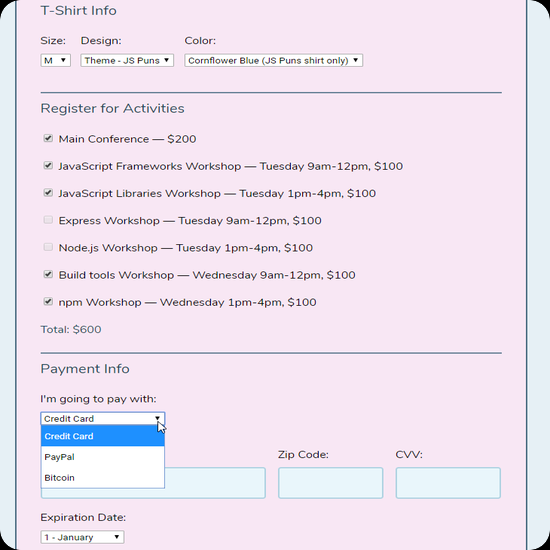 T-Shirt Info
Size: Design: Color:
M Theme - JS Puns Cornflower Blue (JS Puns shirt only)
Register for Activities
Main Conference — $200
JavaScript Frameworks Workshop — Tuesday 9am-12pm, $100
JavaScript Libraries Workshop — Tuesday 1pm-4pm, $100
Express Workshop — Tuesday 9am-12pm, $100
Node.js Workshop — Tuesday 1pm-4pm, $100
Build tools Workshop — Wednesday 9am-12pm, $100
npm Workshop — Wednesday 1pm-4pm, $100
Total: $600
Payment Info
I'm going to pay with:
Credit Card
Credit Card
PayPal
Bitcoin
Zip Code: CVV:
Expiration Date:
1 - January